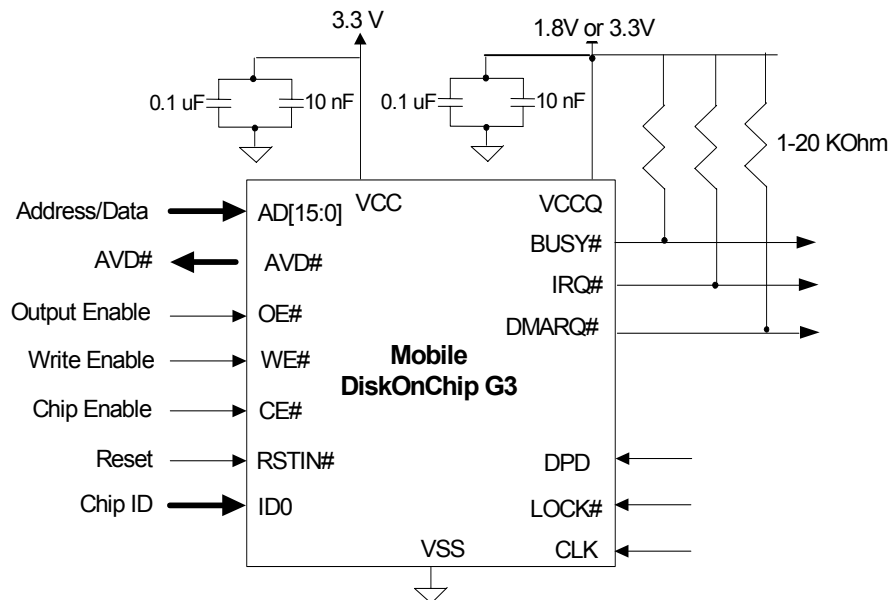 3.3 V
1.8V or 3.3V
0.1 uF
10 nF
0.1 uF
10 nF
1-20 KOhm
Address/Data
AD[15:0]
VCC
VCCQ
BUSY#
AVD#
AVD#
IRQ#
Output Enable
OE#
DMARQ#
Write Enable
WE#
Mobile
DiskOnChip G3
Chip Enable
CE#
Reset
RSTIN#
DPD
Chip ID
ID0
LOCK#
VSS
CLK